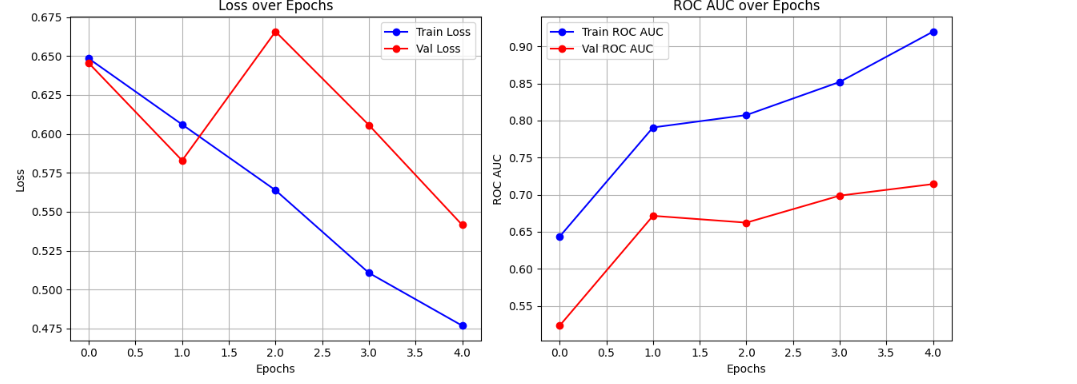 Loss over Epochs
0.675
0.650
0.625
0.600
0.575
0.550
0.525
0.500
0.475
Loss
0.0 0.5 1.0 1.5 2.0 2.5 3.0 3.5 4.0
Epochs
Train Loss
Val Loss
ROC AUC over Epochs
0.90
0.85
0.80
0.75
0.70
0.65
0.60
0.55
ROC AUC
0.0 0.5 1.0 1.5 2.0 2.5 3.0 3.5 4.0
Epochs
Train ROC AUC
Val ROC AUC